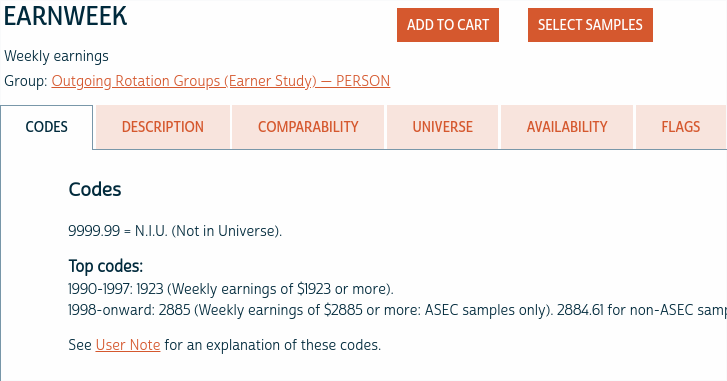 EARNWEEK
ADD TO CART
SELECT SAMPLES
Weekly earnings
Group: Outgoing Rotation Groups (Earner Study) — PERSON
CODES
DESCRIPTION
COMPARABILITY
UNIVERSE
AVAILABILITY
FLAGS
Codes
9999.99 = N.I.U. (Not in Universe).
Top codes:
1990-1997: 1923 (Weekly earnings of $1923 or more).
1998-onward: 2885 (Weekly earnings of $2885 or more: ASEC samples only). 2884.61 for non-ASEC
See User Note for an explanation of these codes.